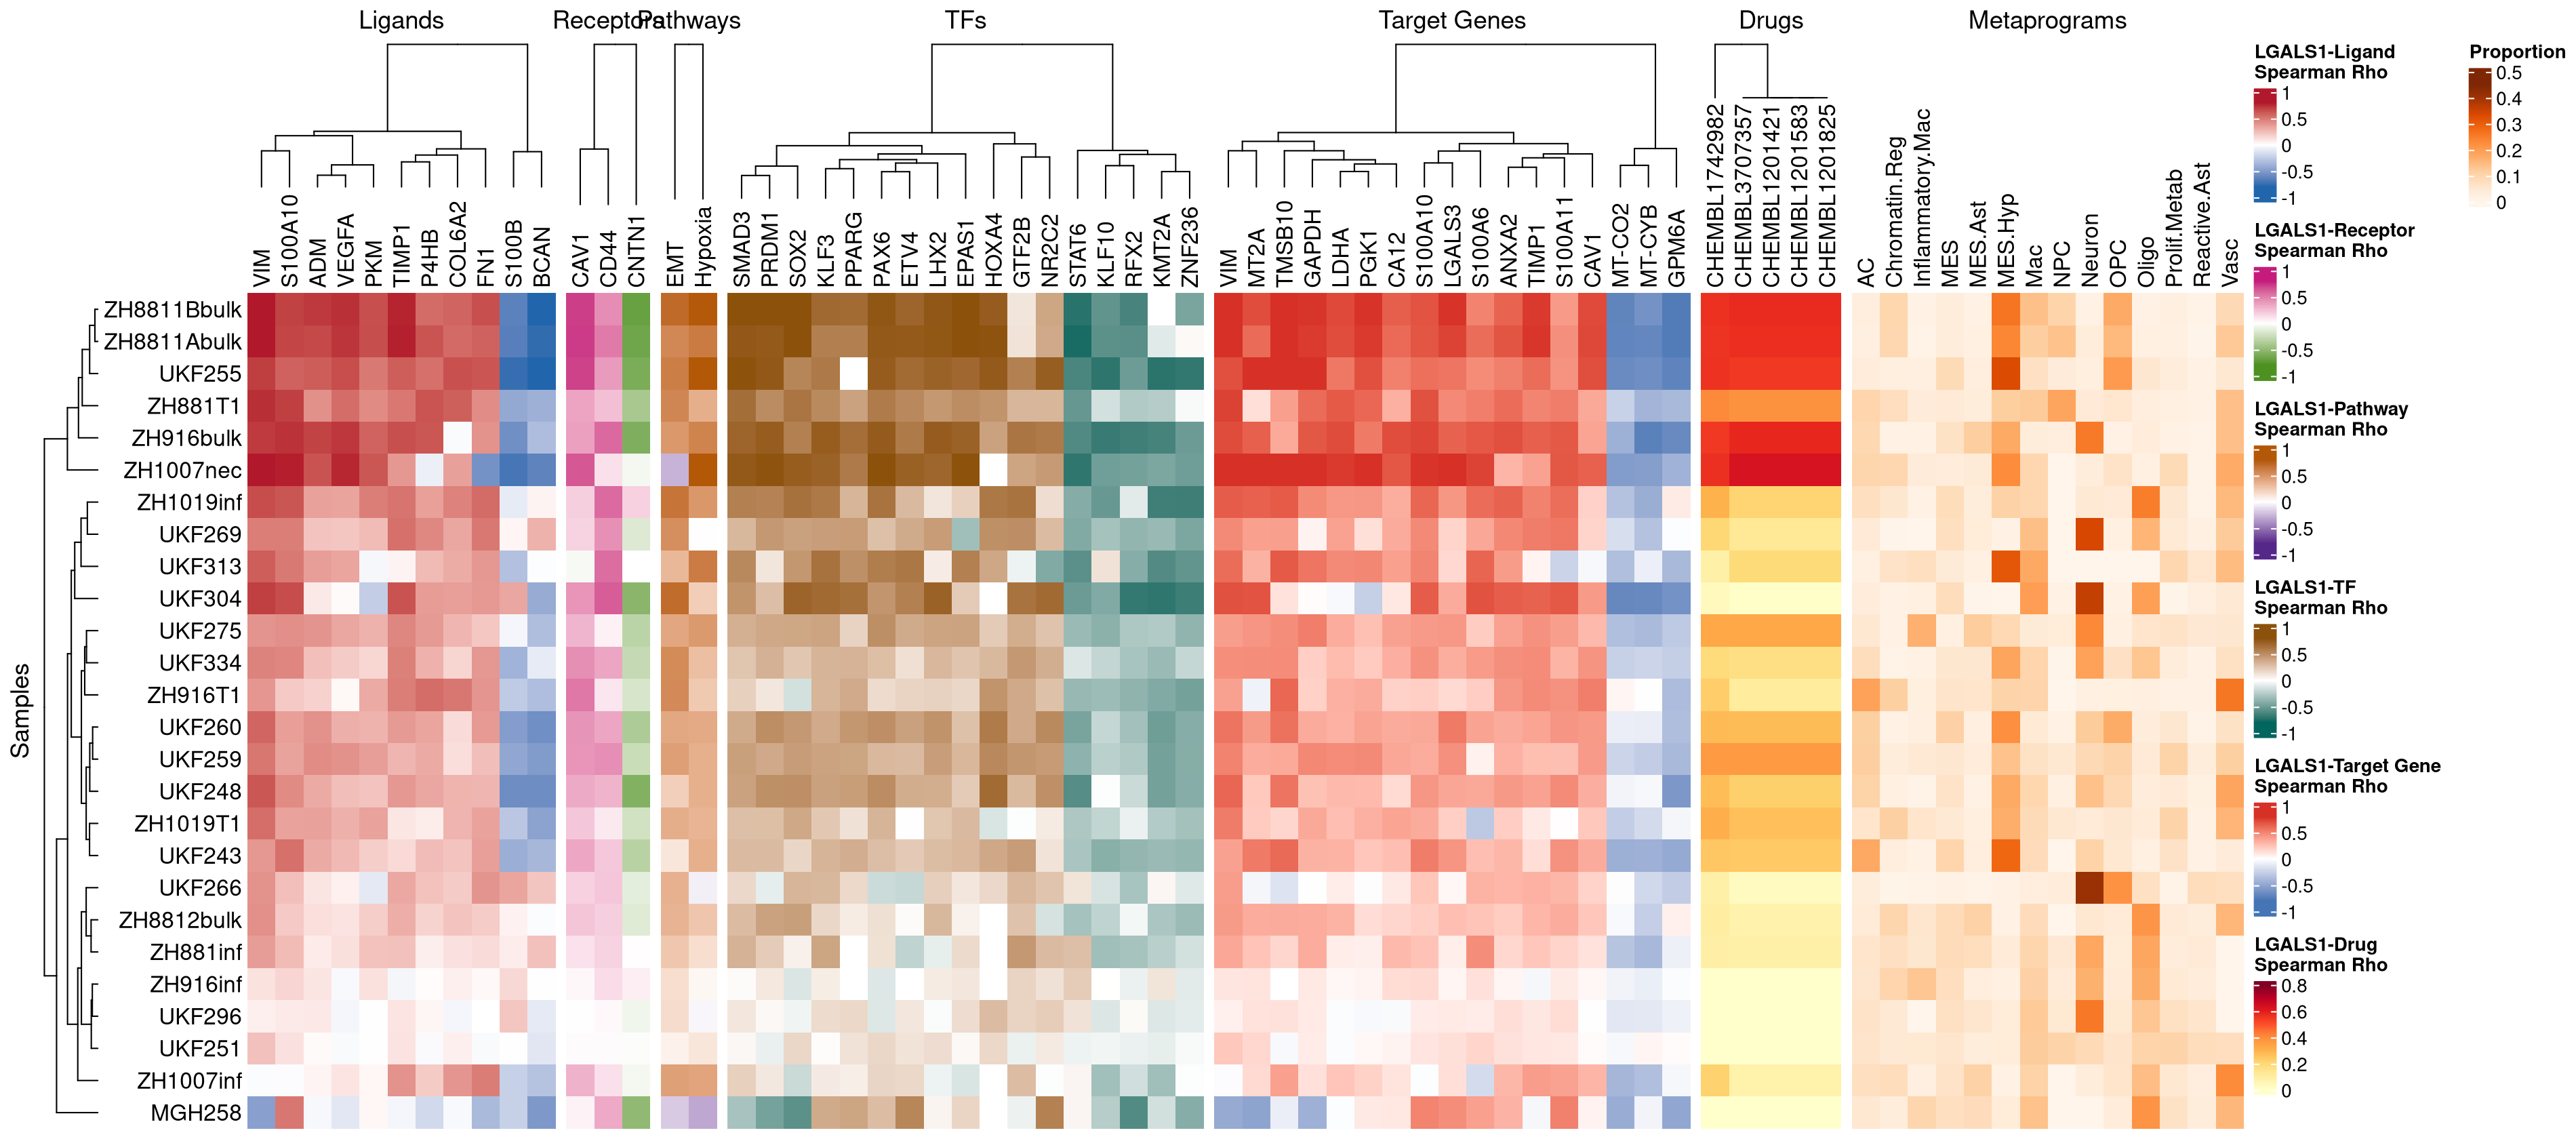 Ligands Receptors Pathways TFs Target Genes Drugs Metaprograms
VIM S100A10 ADM VEGFA PKM TIMP1 P4HB COL6A2 FN1 S100B BCAN
CAV1 CD44 CNTN1
EMT Hypoxia
SMAD3 PRDM1 SOX2 KLF3 PPARG PAX6 ETV4 LHX2 EPAS1 HOXA4 GTF2B NR2C2 STAT6 KLF10 RFX2 KMT2A ZNF236
VIM MT2A TMSB10 GAPDH LDHA PGK1 CA12 S100A10 LGALS3 S100A6 ANXA2 TIMP1 S100A11 CAV1 MT-CO2 MT-CYB GPM6A
CHEMBL1742982 CHEMBL3707357 CHEMBL1201421 CHEMBL1201583 CHEMBL1201825
AC Chromatin.Reg Inflammatory.Mac MES MES.Ast MES.Hyp Mac NPC Neuron OPC Oligo Prolif.Metab Reactive.Ast Vasc
Samples
ZH8811Bbulk
ZH8811Abulk
UKF255
ZH881T1
ZH916bulk
ZH1007nec
ZH1019inf
UKF269
UKF313
UKF304
UKF275
UKF334
ZH916T1
UKF260
UKF259
UKF248
ZH1019T1
UKF243
UKF266
ZH8812bulk
ZH881inf
ZH916inf
UKF296
UKF251
ZH1007inf
MGH258
LGALS1-Ligand
Spearman Rho
1
0.5
0
-0.5
-1
LGALS1-Receptor
Spearman Rho
1
0.5
0
-0.5
-1
LGALS1-Pathway
Spearman Rho
1
0.5
0
-0.5
-1
LGALS1-TF
Spearman Rho
1
0.5
0
-0.5
-1
LGALS1-Target Gene
Spearman Rho
1
0.5
0
-0.5
-1
LGALS1-Drug
Spearman Rho
0.8
0.6
0.4
0.2
0
Proportion
0.5
0.4
0.3
0.2
0.1
0